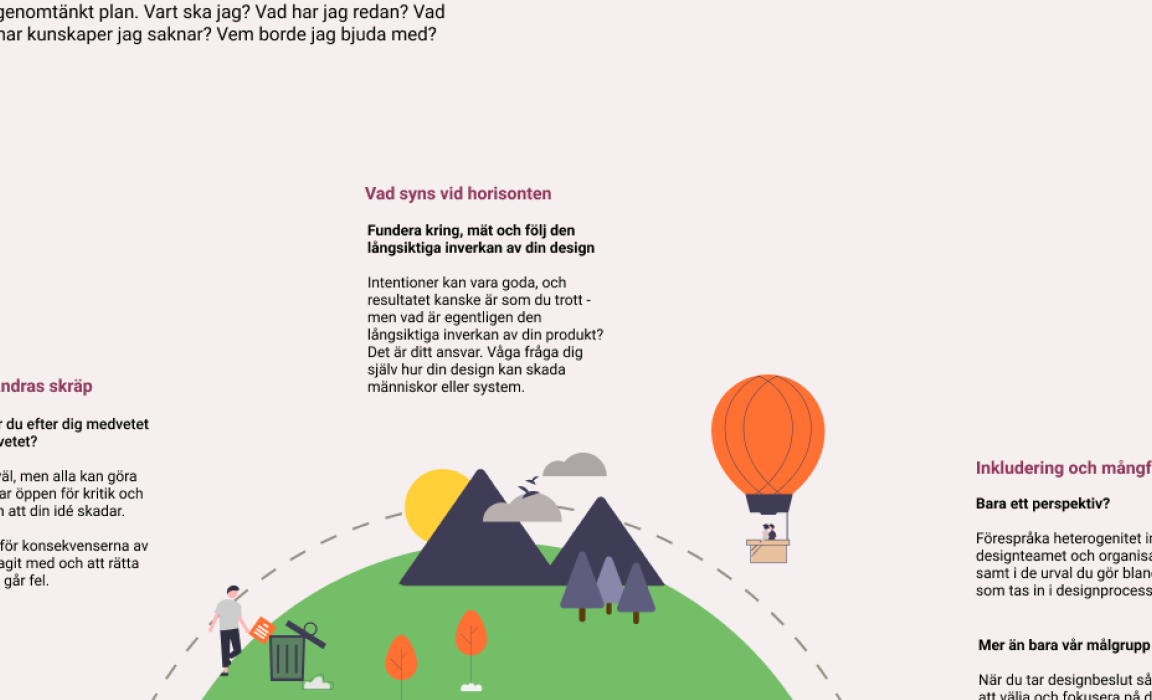 genomtänkt plan. Vart ska jag? Vad har jag redan? Vad
har kunskaper jag saknar? Vem borde jag bjuda med?
Vad syns vid horisonten
Fundera kring, mät och följ den
långsiktiga inverkan av din design
Intentioner kan vara goda, och
resultatet kanske är som du trott -
men vad är egentligen den
långsiktiga inverkan av din produkt?
Det är ditt ansvar. Våga fråga dig
själv hur din design kan skada
människor eller system.
ndras skräp
du efter dig medvetet
vetet?
väl, men alla kan göra
ar öppen för kritik och
att din idé skadar.
för konsekvenserna av
agit med och att rätta
går fel.
Inkludering och mångf
Bara ett perspektiv?
Förespråka heterogenitet i
designteamet och organisa
samt i de urval du gör bland
som tas in i designprocess
Mer än bara vår målgrupp
När du tar designbeslut så
att välja och fokusera på d